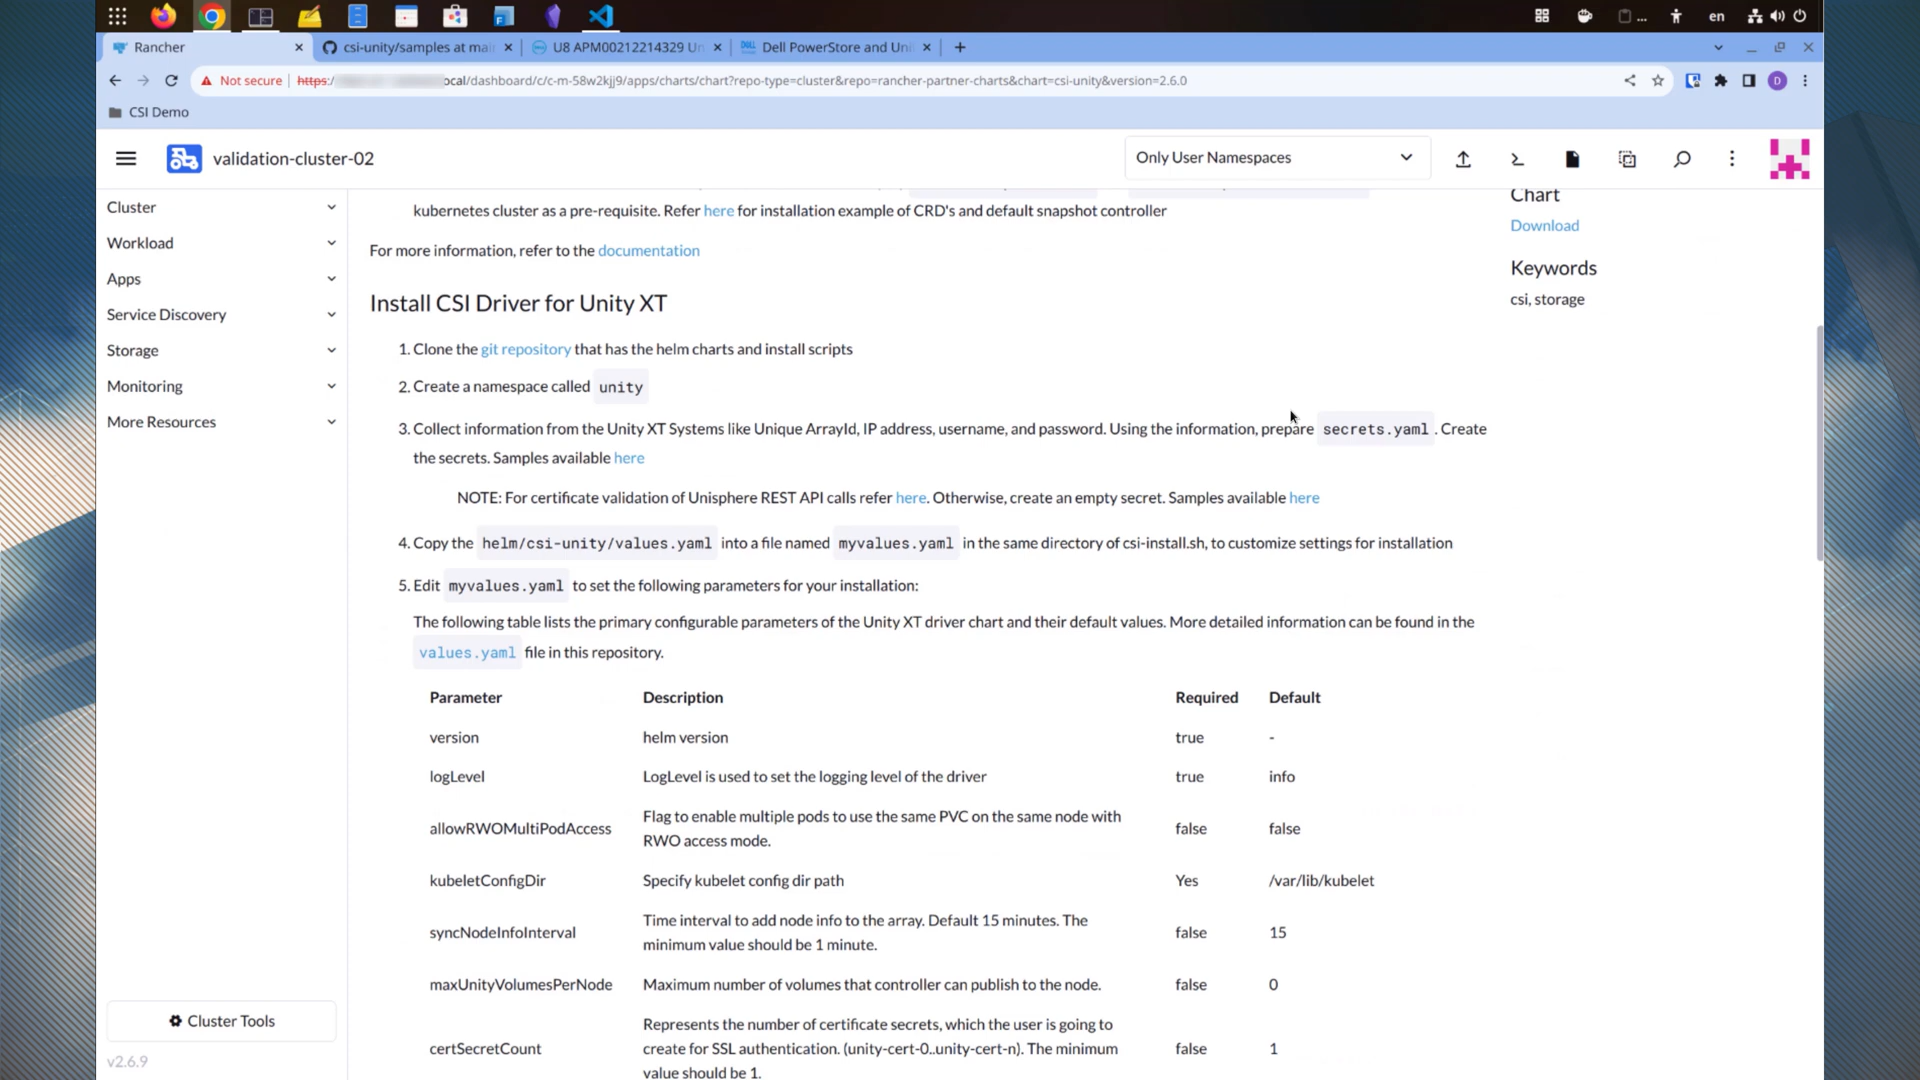 en
Rancher
csi-unity/samples at mai
U8 APM00212214329 Un
Dell PowerStore and Uni
Not secure
https:/
ocal/dashboard/c/c-m-58w2kjj9/apps/charts/chart?repo-type=cluster&repo=rancher-partner-charts&chart=csi-unity&version=2.6.0
D
CSI Demo
validation-cluster-02
Only User Namespaces
Cluster
Workload
Apps
Service Discovery
Storage
Monitoring
More Resources
Cluster Tools
v2.6.9
kubernetes cluster as a pre-requisite. Refer here for installation example of CRD's and default snapshot controller
For more information, refer to the documentation
Install CSI Driver for Unity XT
1. Clone the git repository that has the helm charts and install scripts
2. Create a namespace called unity
3. Collect information from the Unity XT Systems like Unique ArrayId, IP address, username, and password. Using the information, prepare secrets.yaml . Create
the secrets. Samples available here
NOTE: For certificate validation of Unisphere REST API calls refer here. Otherwise, create an empty secret. Samples available here
4. Copy the helm/csi-unity/values.yaml into a file named myvalues.yaml in the same directory of csi-install.sh, to customize settings for installation
5. Edit myvalues.yaml to set the following parameters for your installation:
The following table lists the primary configurable parameters of the Unity XT driver chart and their default values. More detailed information can be found in the
values.yaml file in this repository.
Parameter Description Required Default
version helm version true -
logLevel LogLevel is used to set the logging level of the driver true info
allowRWOMultiPodAccess Flag to enable multiple pods to use the same PVC on the same node with
RWO access mode. false false
kubeletConfigDir Specify kubelet config dir path Yes /var/lib/kubelet
syncNodeInfoInterval Time interval to add node info to the array. Default 15 minutes. The
minimum value should be 1 minute. false 15
maxUnityVolumesPerNode Maximum number of volumes that controller can publish to the node. false 0
certSecretCount Represents the number of certificate secrets, which the user is going to
create for SSL authentication. (unity-cert-0..unity-cert-n). The minimum
value should be 1. false 1
Chart
Download
Keywords
csi, storage